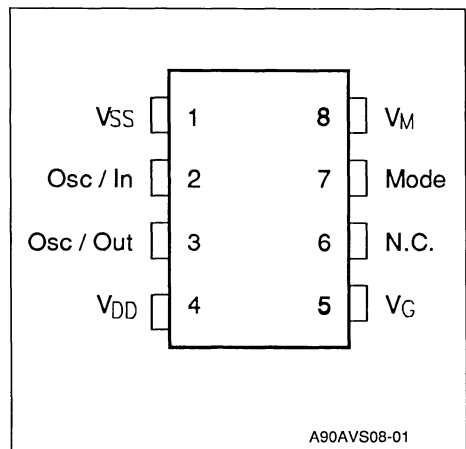 VSS 1 8 VM
Osc / In 2 7 Mode
Osc / Out 3 6 N.C.
VDD 4 5 VG
A90AVS08-01